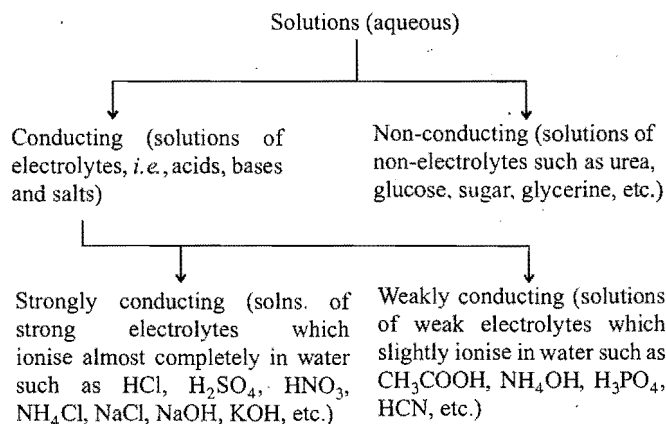 Solutions (aqueous)
Conducting (solutions of
electrolytes, i.e., acids, bases
and salts)
Non-conducting (solutions of
non-electrolytes such as urea,
glucose, sugar, glycerine, etc.)
Strongly conducting (solns. of
strong electrolytes which
ionise almost completely in water
such as HCl, H₂SO₄, HNO₃,
NH₄Cl, NaCl, NaOH, KOH, etc.)
Weakly conducting (solutions
of weak electrolytes which
slightly ionise in water such as
CH₃COOH, NH₄OH, H₃PO₄,
HCN, etc.)